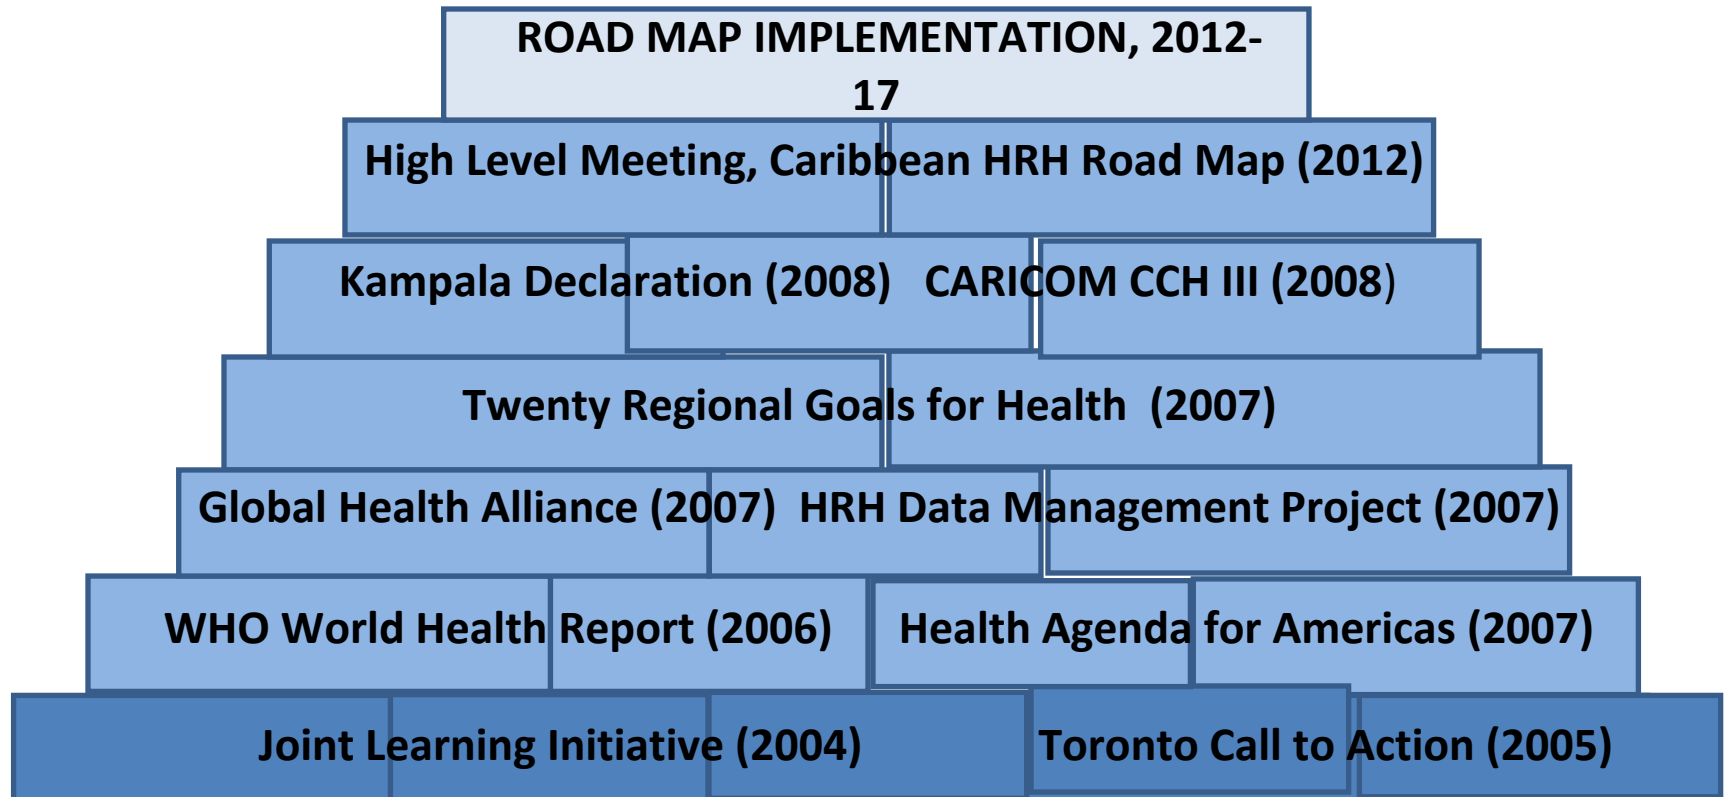 ROAD MAP IMPLEMENTATION, 2012-
17
High Level Meeting, Caribbean HRH Road Map (2012)
Kampala Declaration (2008)   CARICOM CCH III (2008)
Twenty Regional Goals for Health  (2007)
Global Health Alliance (2007)  HRH Data Management Project (2007)
WHO World Health Report (2006)      Health Agenda for Americas (2007)
Joint Learning Initiative (2004)               Toronto Call to Action (2005)